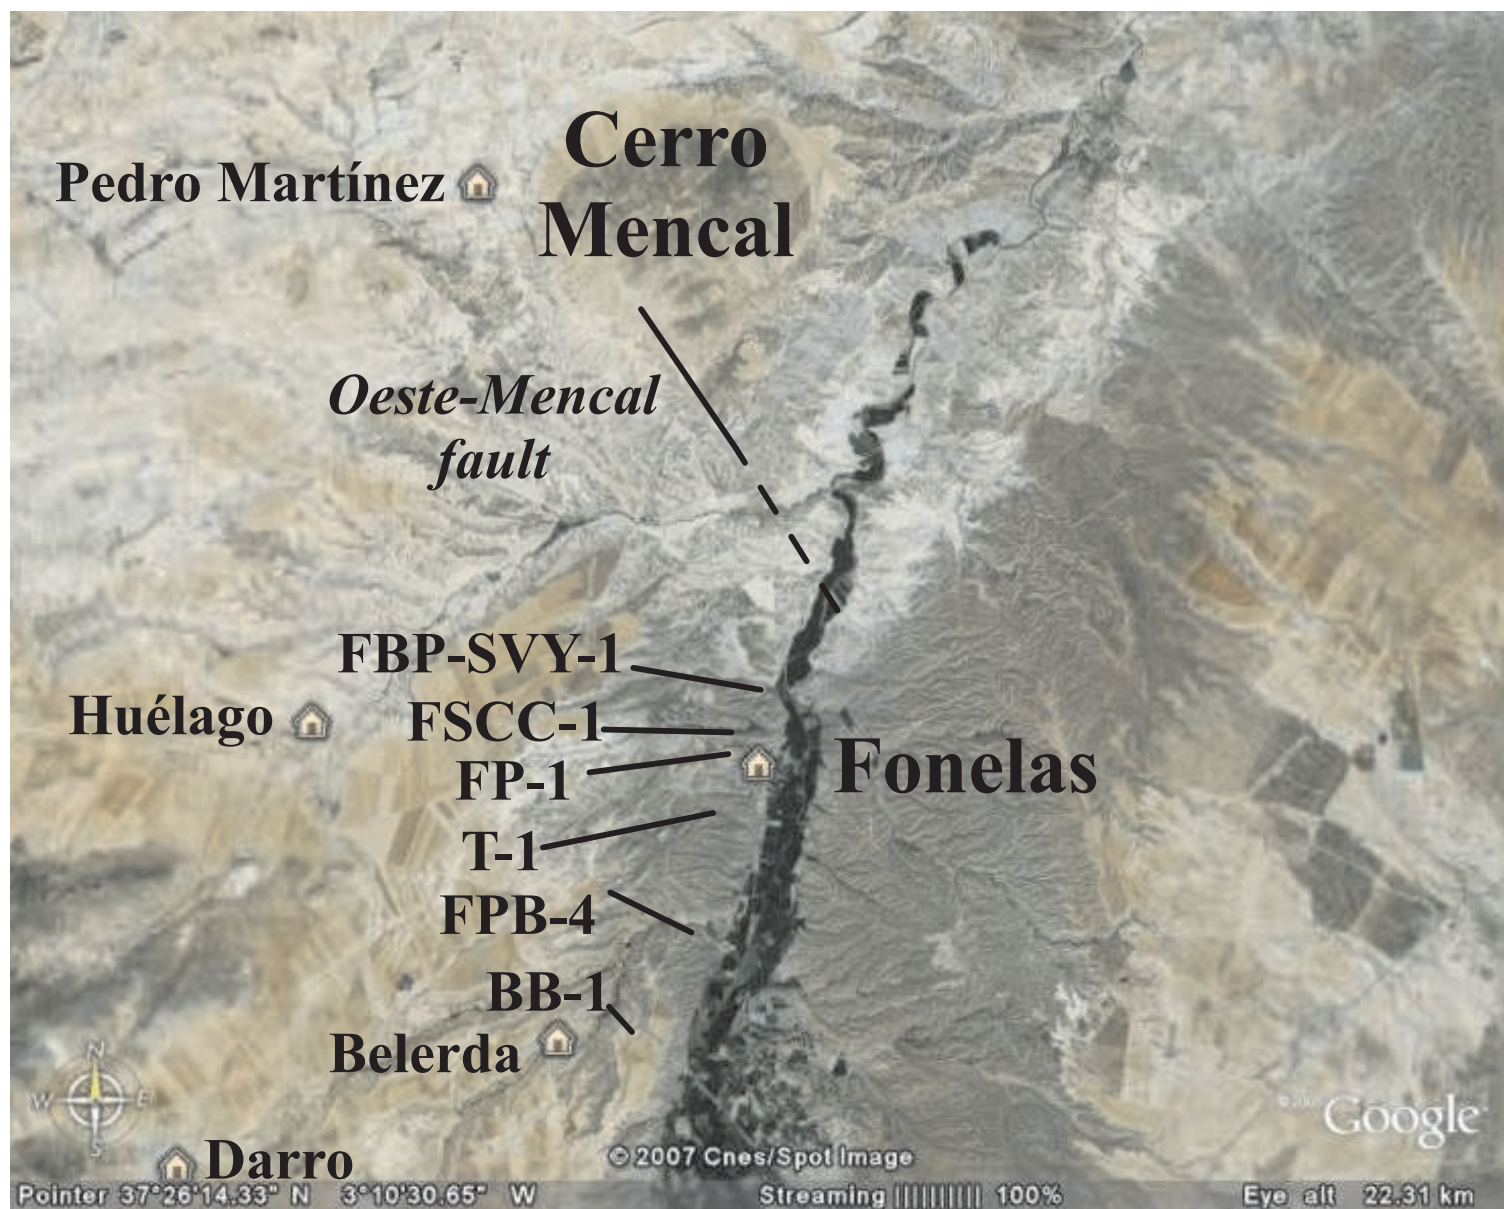 Cerro
Mencal
Pedro Martínez
Oeste-Mencal
fault
FBP-SVY-1
Huélago
FSCC-1
FP-1
Fonelas
T-1
FPB-4
BB-1
Belerda
N
W E
S
Google
Darro
© 2007 Cnes/Spot Image
Pointer 37°26'14.33" N 3°10'30.65" W Streaming |||||||||| 100% Eye alt 22.31 km